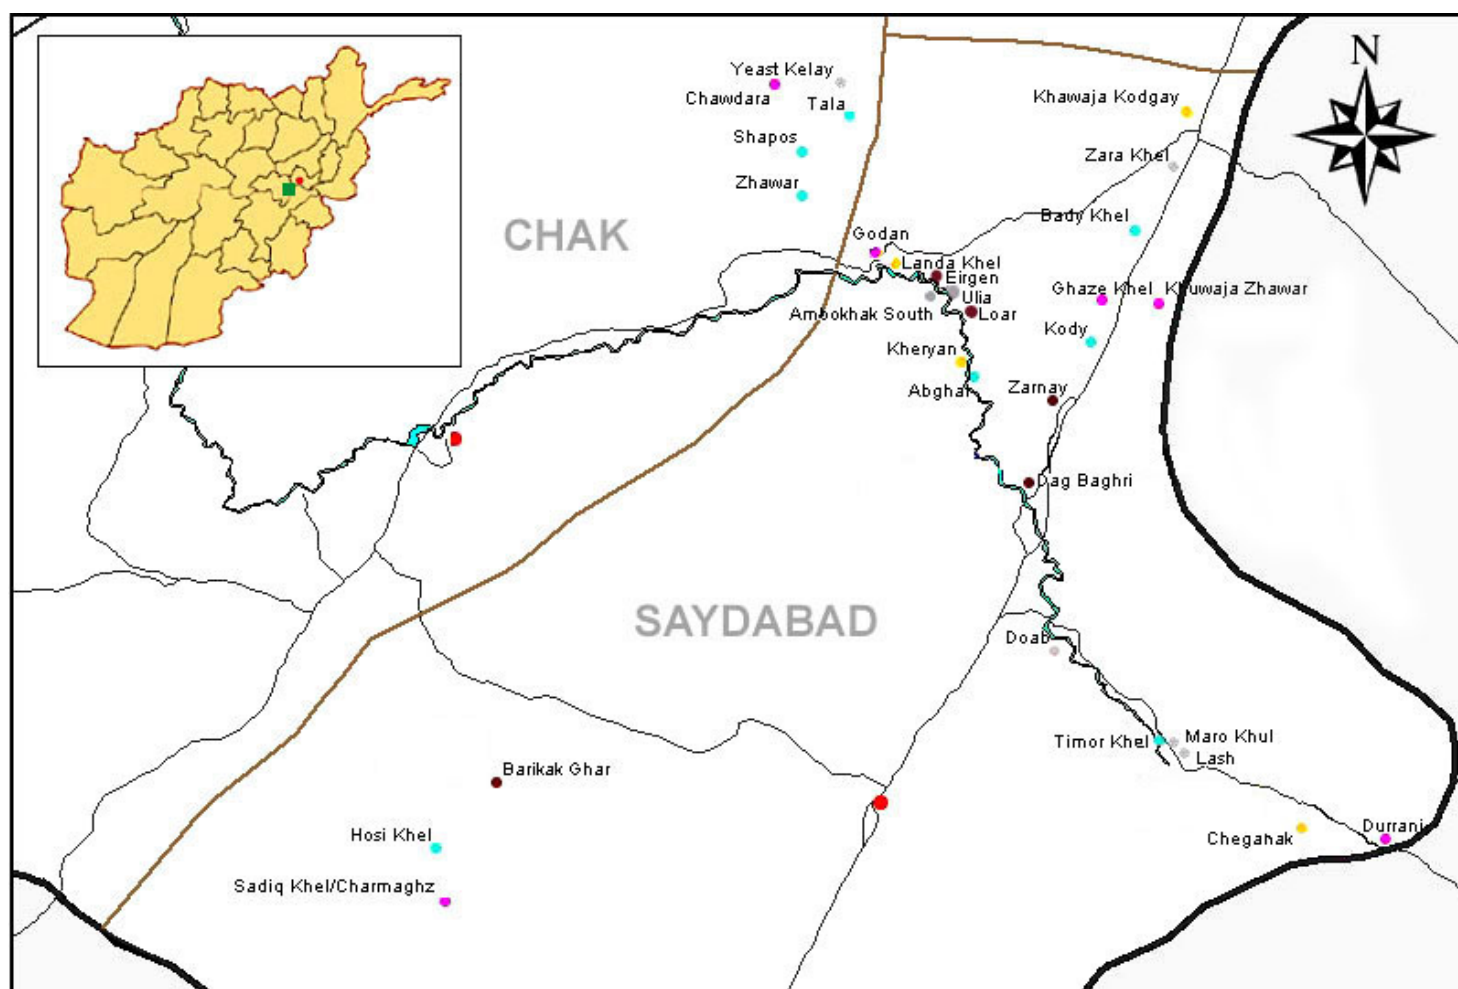 N
Yeast Kelay
Chawdara
Tala
Khawaja Kodgay
Shapos
Zara Khel
Zhawar
Bady Khel
CHAK
Godan
Landa Khel
Eirgen
Ulia
Ghaze Khel
Khuwaja Zhawar
Ambokhak South
Loar
Kody
Kheryan
Abghar
Zarnay
Dag Baghri
SAYDABAD
Doab
Timor Khel
Maro Khul
Lash
Barikak Ghar
Hosi Khel
Cheganak
Durrani
Sadiq Khel/Charmaghz